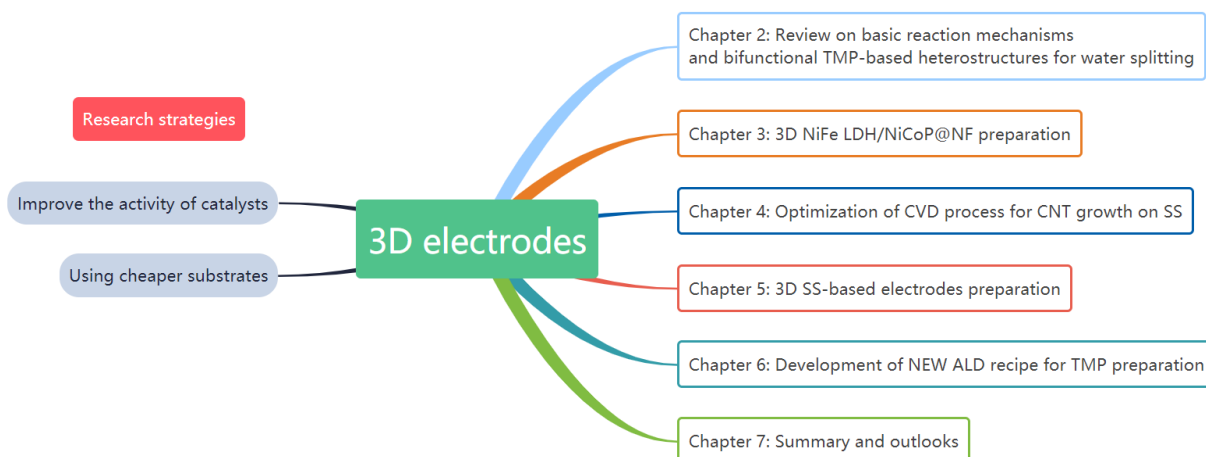 Research strategies
Improve the activity of catalysts
Using cheaper substrates
3D electrodes
Chapter 2: Review on basic reaction mechanisms
and bifunctional TMP-based heterostructures for water splitting
Chapter 3: 3D NiFe LDH/NiCoP@NF preparation
Chapter 4: Optimization of CVD process for CNT growth on SS
Chapter 5: 3D SS-based electrodes preparation
Chapter 6: Development of NEW ALD recipe for TMP preparation
Chapter 7: Summary and outlooks